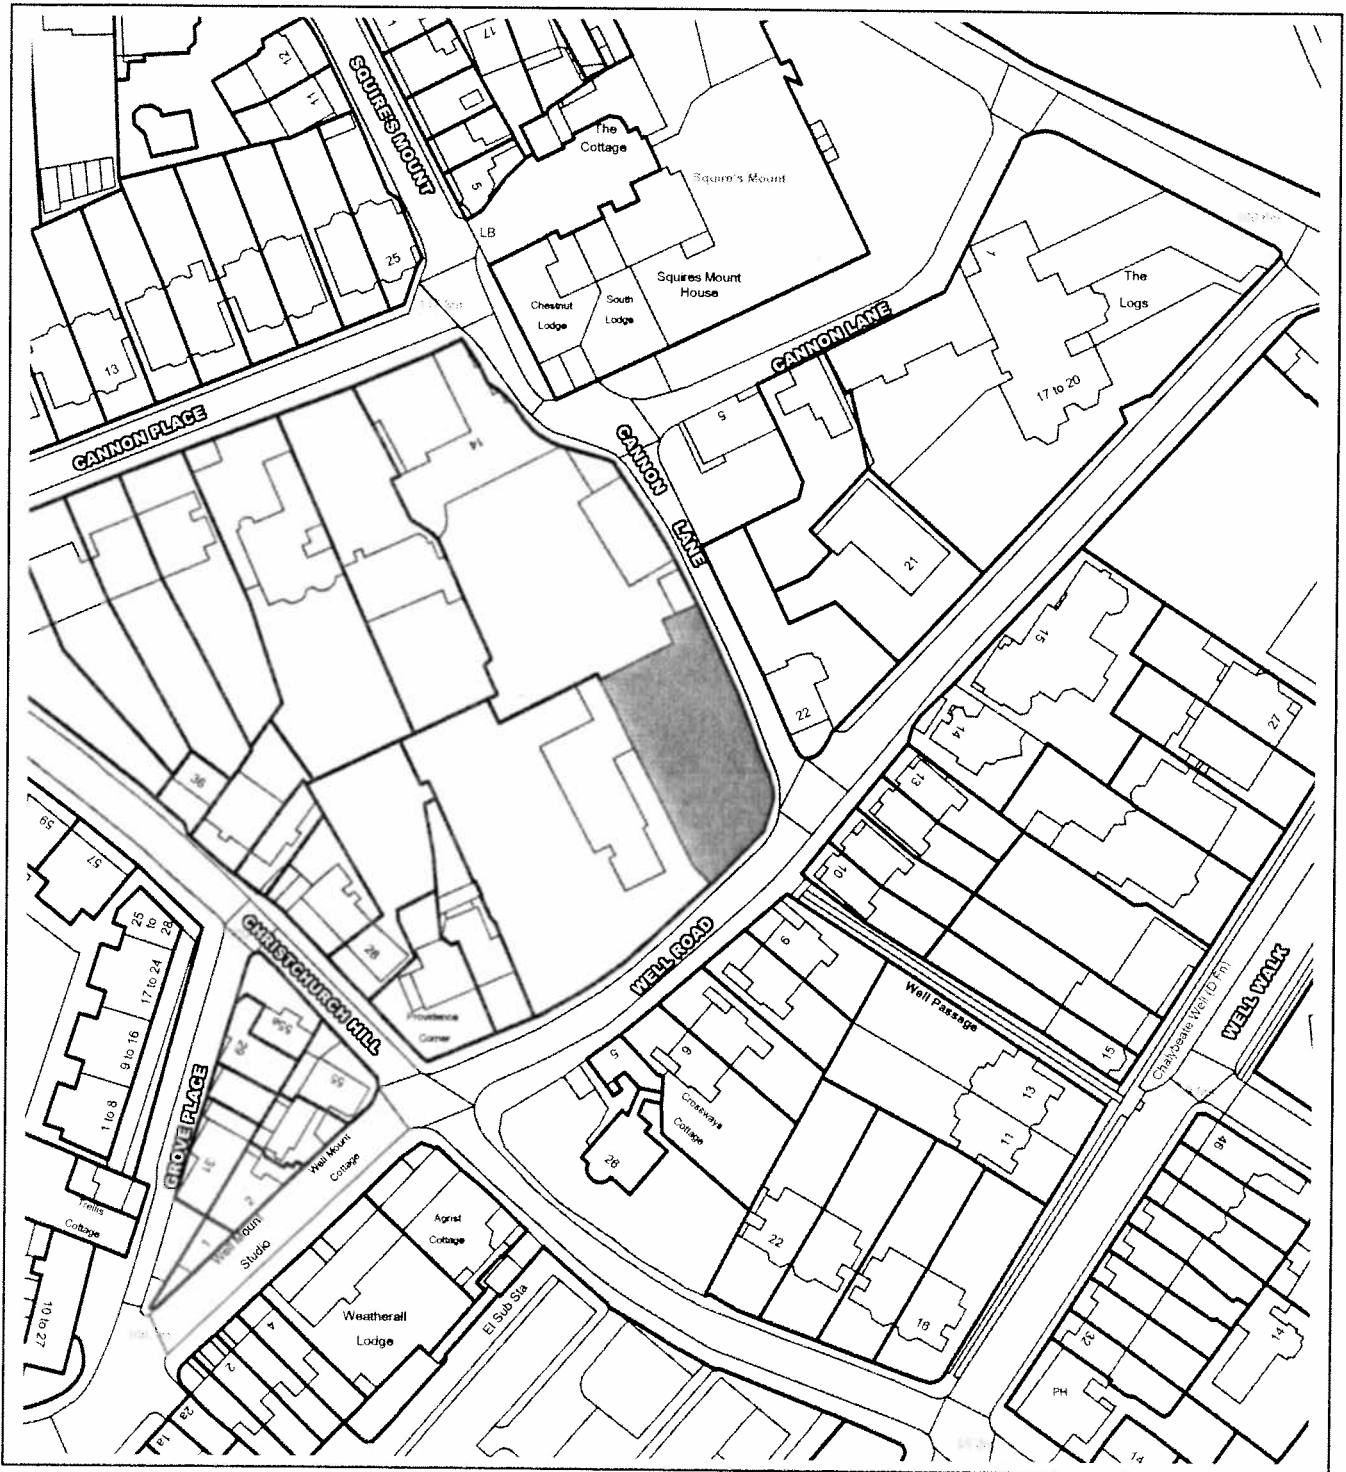 12
11
SQUIRE'S MOUNT
17
The
Cottage
5
Squire's Mount
LB
25
Squires Mount
House
Chestnut
Lodge
South
Lodge
1
The
Logs
CANNON LANE
13
17 to 20
CANNON PLACE
5
14
CANNON
LANE
21
15
22
14
27
36
13
59
57
10
25
to
28
CHRISTCHURCH HILL
28
WELL ROAD
9
17 to 24
Well Passage
Chalybeate Well (D Fn)
WELL WALK
Providence
Corner
9 to 16
55
5
6
15
1 to 8
Crossways
Cottage
13
11
GROVE PLACE
26
31
2
Well Mount
Cottage
46
Trellis
Cottage
1
Well Mount
Studio
Agnst
Cottage
22
10 to 27
Weatherall
Lodge
El Sub Sta
16
4
2
32
14
2a
1a
PH
14